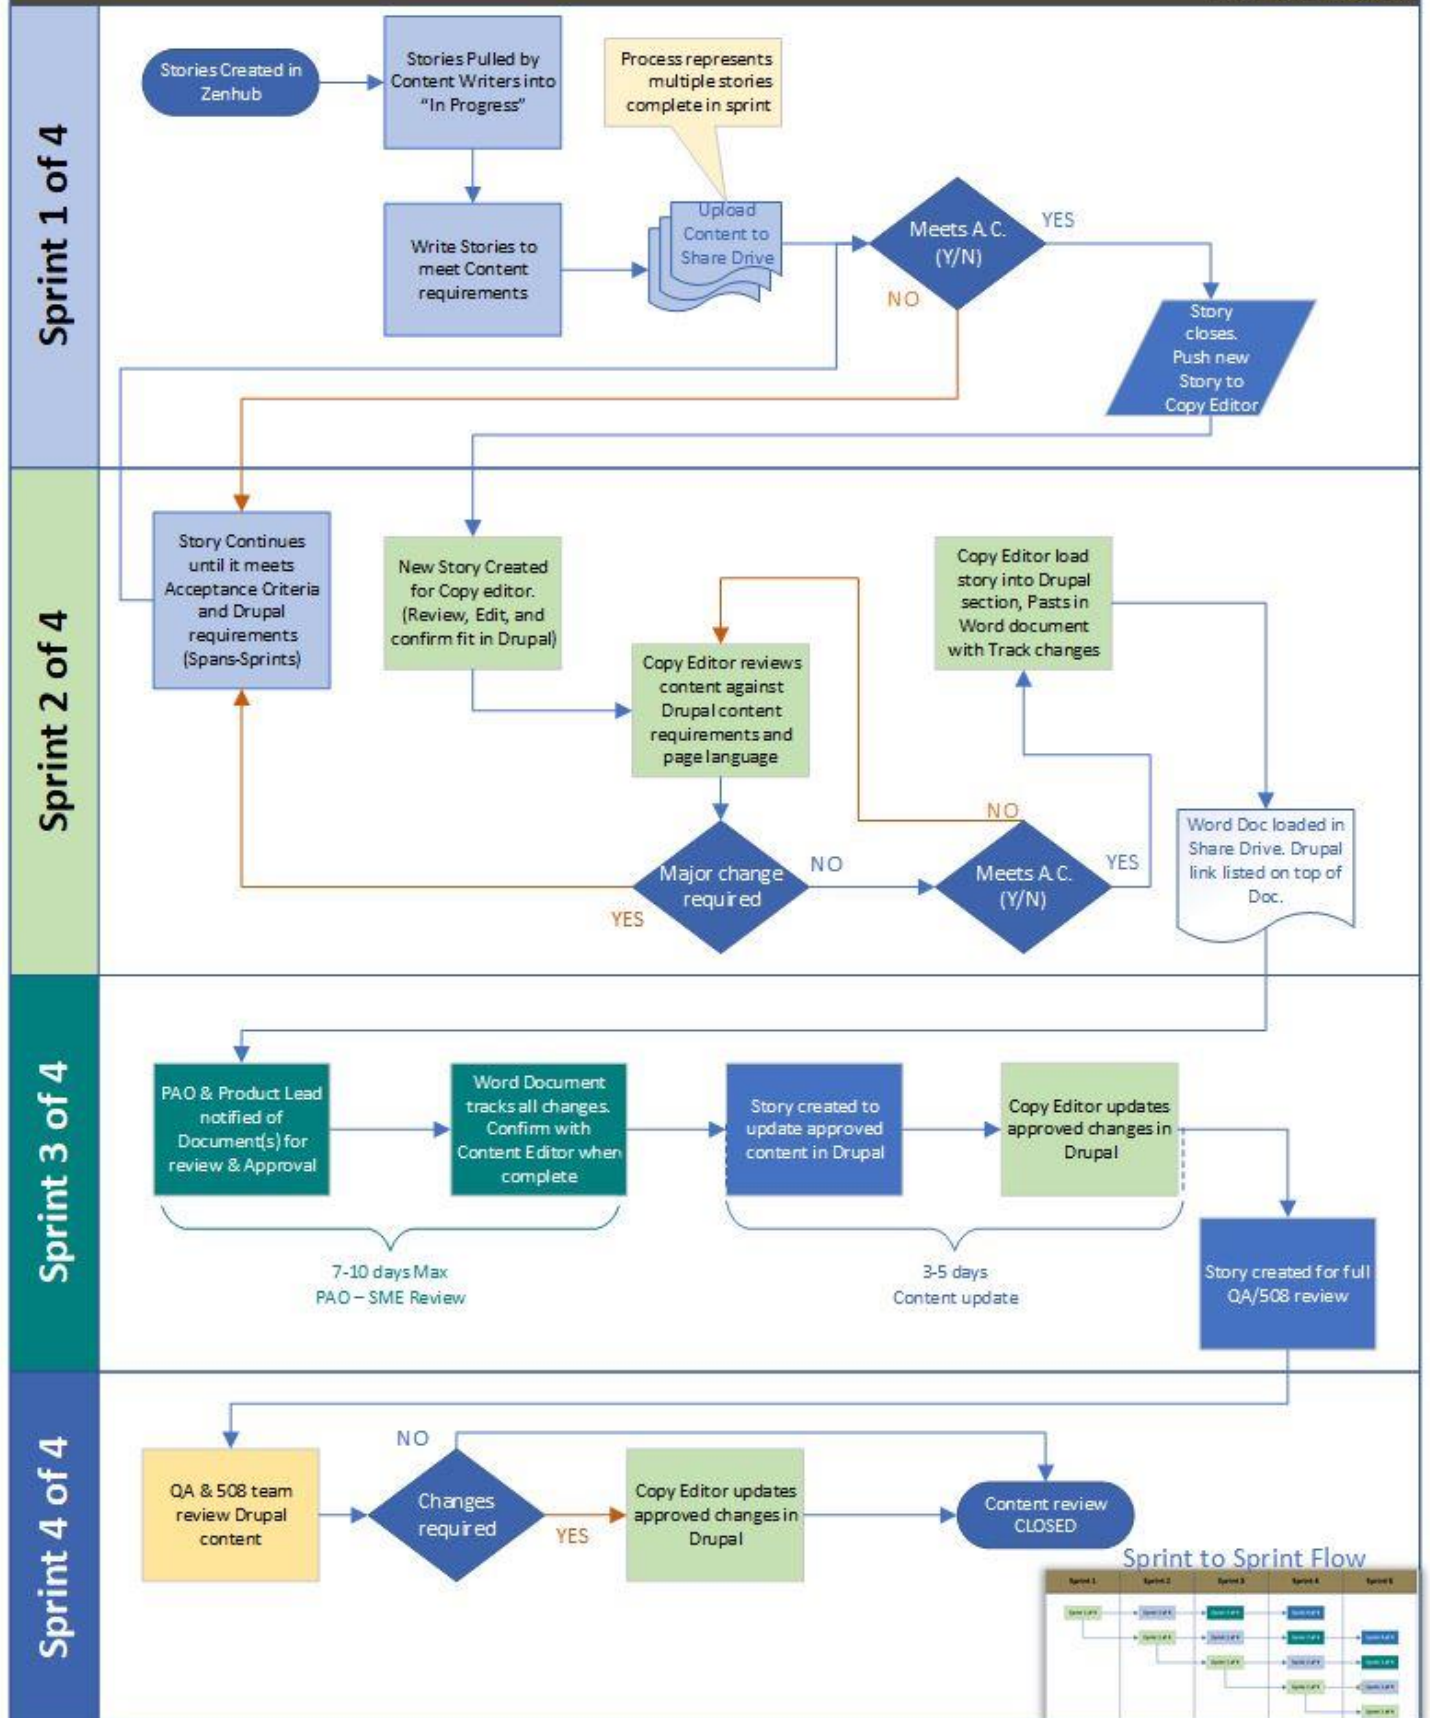 Sprint 1 of 4
Stories Created in
Zenhub
Stories Pulled by
Content Writers into
“In Progress”
Process represents
multiple stories
complete in sprint
Write Stories to
meet Content
requirements
Upload
Content to
Share Drive
Meets A.C.
(Y/N)
YES
NO
Story
closes.
Push new
Story to
Copy Editor
Sprint 2 of 4
Story Continues
until it meets
Acceptance Criteria
and Drupal
requirements
(Spans-Sprints)
New Story Created
for Copy editor.
(Review, Edit, and
confirm fit in Drupal)
Copy Editor reviews
content against
Drupal content
requirements and
page language
Copy Editor load
story into Drupal
section, Pasts in
Word document
with Track changes
Major change
required
YES
NO
Meets A.C.
(Y/N)
NO
YES
Word Doc loaded in
Share Drive. Drupal
link listed on top of
Doc.
Sprint 3 of 4
PAO & Product Lead
notified of
Document(s) for
review & Approval
Word Document
tracks all changes.
Confirm with
Content Editor when
complete
Story created to
update approved
content in Drupal
Copy Editor updates
approved changes in
Drupal
7-10 days Max
PAO – SME Review
3-5 days
Content update
Story created for full
QA/508 review
Sprint 4 of 4
QA & 508 team
review Drupal
content
Changes
required
NO
YES
Copy Editor updates
approved changes in
Drupal
Content review
CLOSED
Sprint to Sprint Flow
Sprint 1
Sprint 2
Sprint 3
Sprint 4
Sprint 5